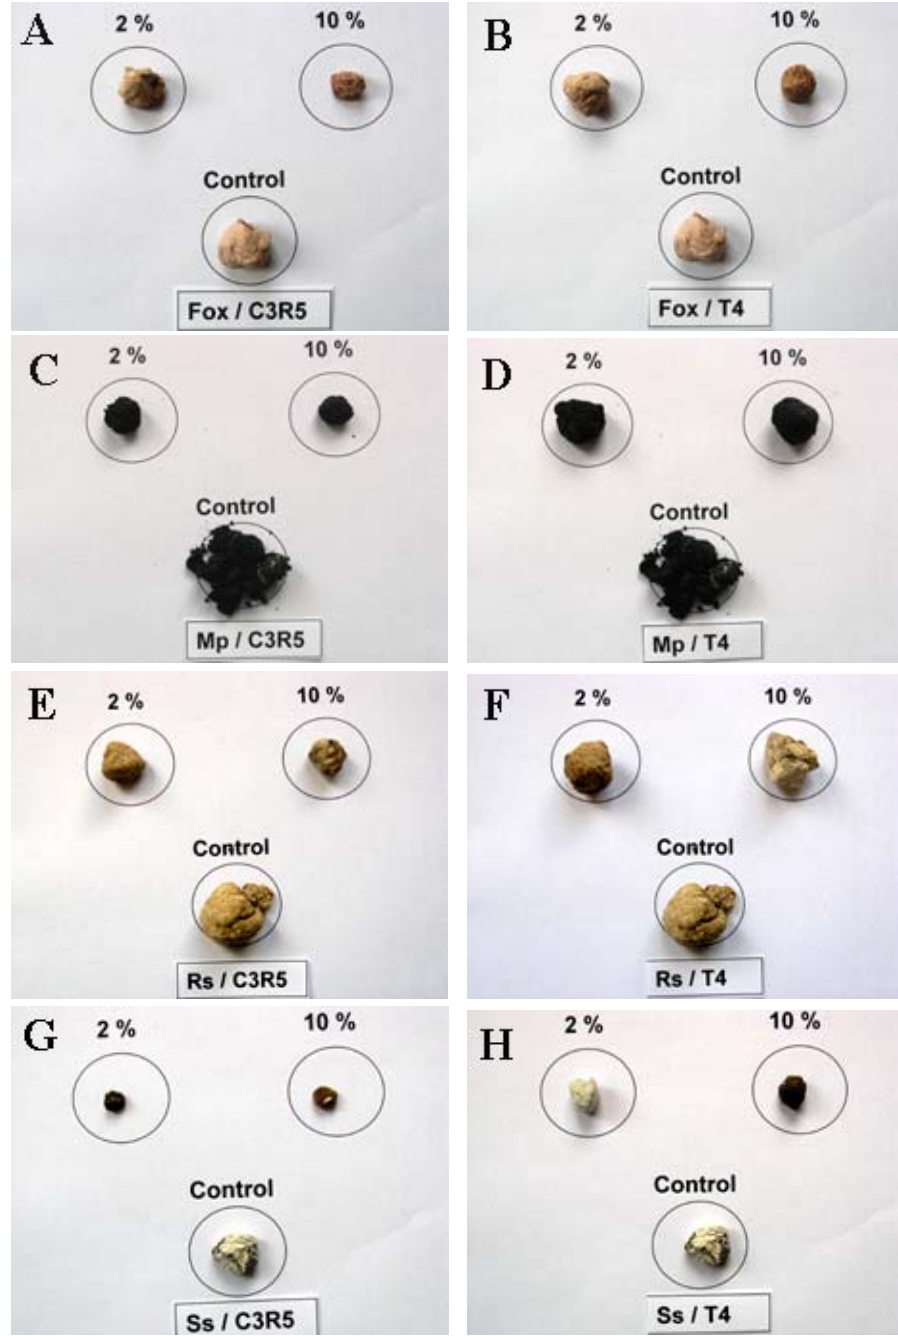 A
2 %
10 %
Control
Fox / C3R5
B
2 %
10 %
Control
Fox / T4
C
2 %
10 %
Control
Mp / C3R5
D
2 %
10 %
Control
Mp / T4
E
2 %
10 %
Control
Rs / C3R5
F
2 %
10 %
Control
Rs / T4
G
2 %
10 %
Control
Ss / C3R5
H
2 %
10 %
Control
Ss / T4